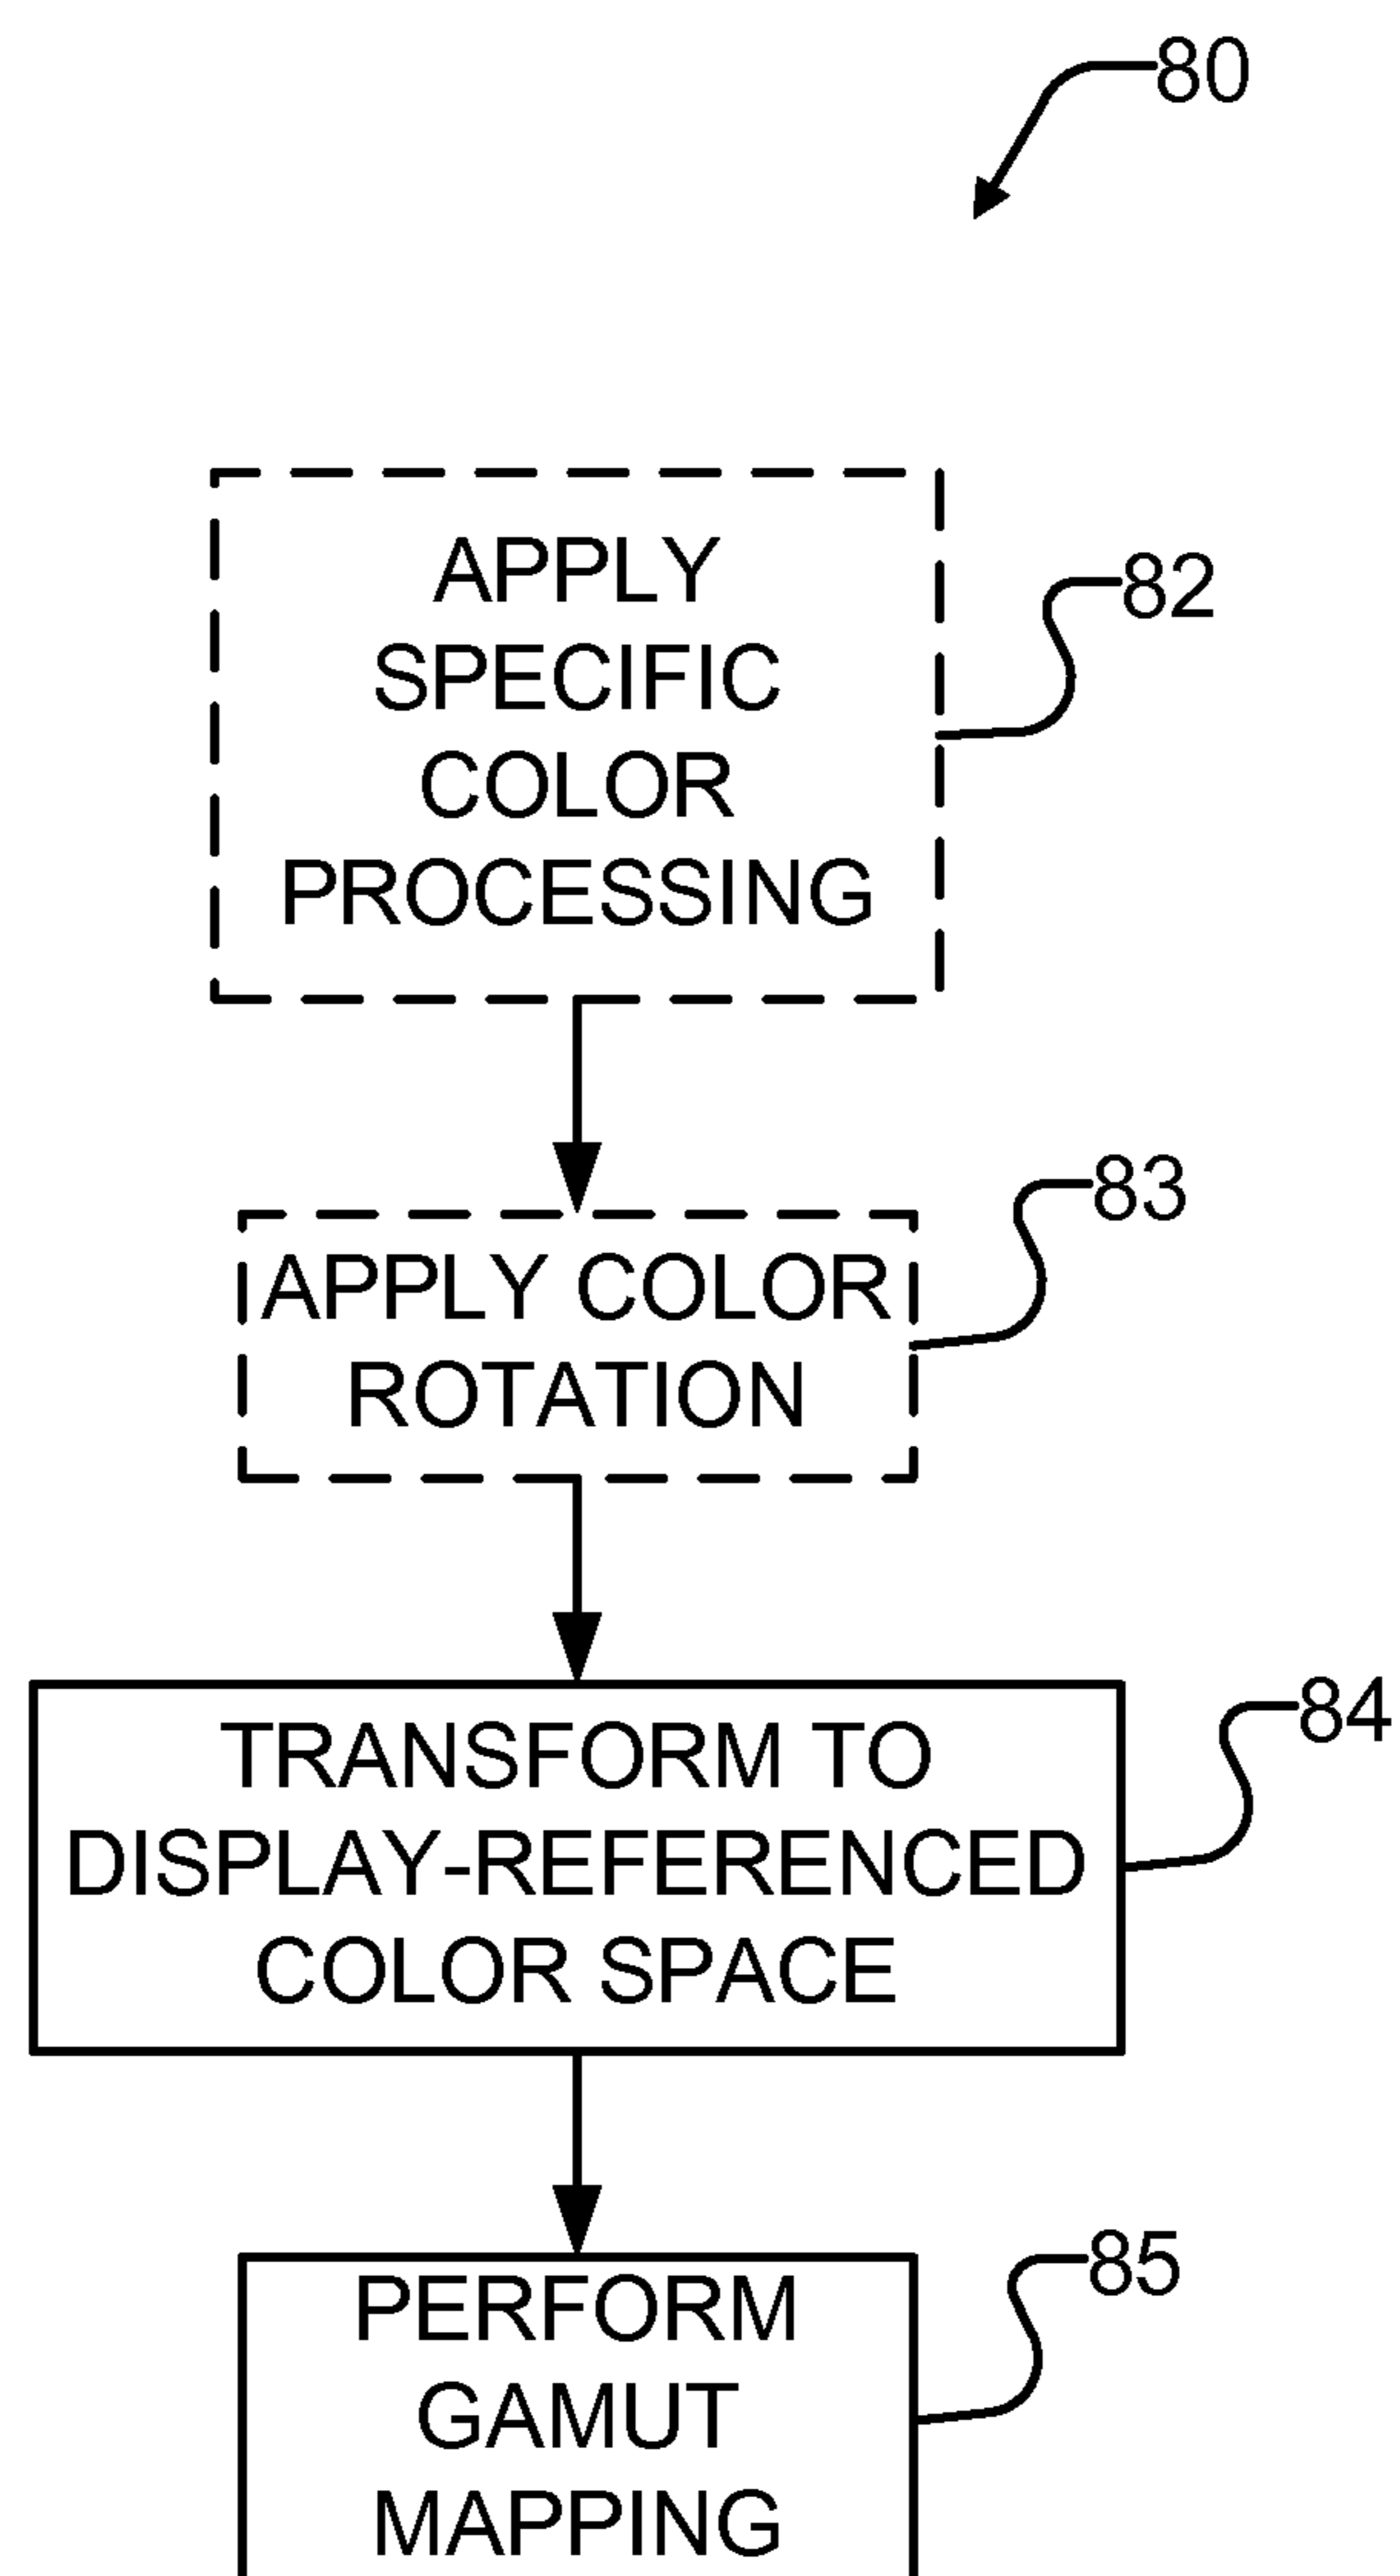 80
APPLY
SPECIFIC
COLOR
PROCESSING
82
83
APPLY COLOR
ROTATION
84
TRANSFORM TO
DISPLAY-REFERENCED
COLOR SPACE
85
PERFORM
GAMUT
MAPPING